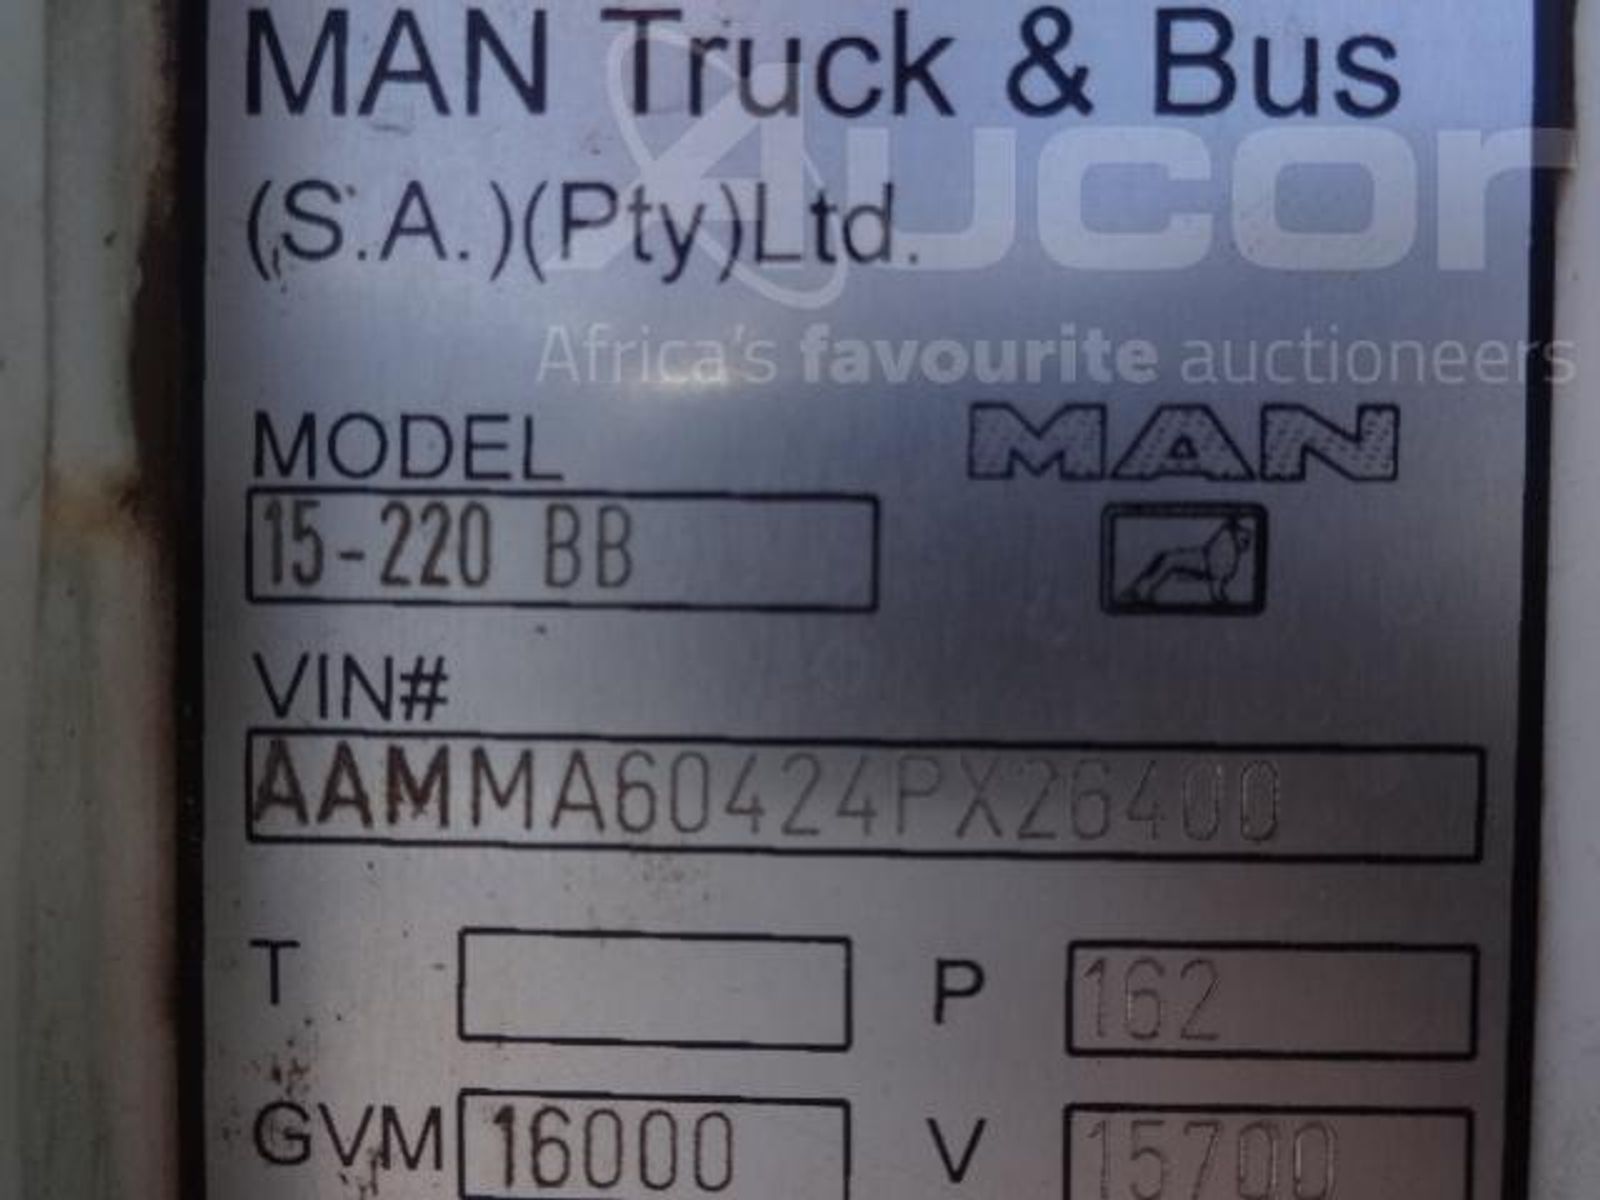 MAN Truck & Bus
(S.A.)(Pty)Ltd.
Aucor
Africa's favourite auctioneers
MODEL
MAN
15-220 BB
VIN#
AAMMA60424PX26400
T
P 162
GVM 16000
V 15700